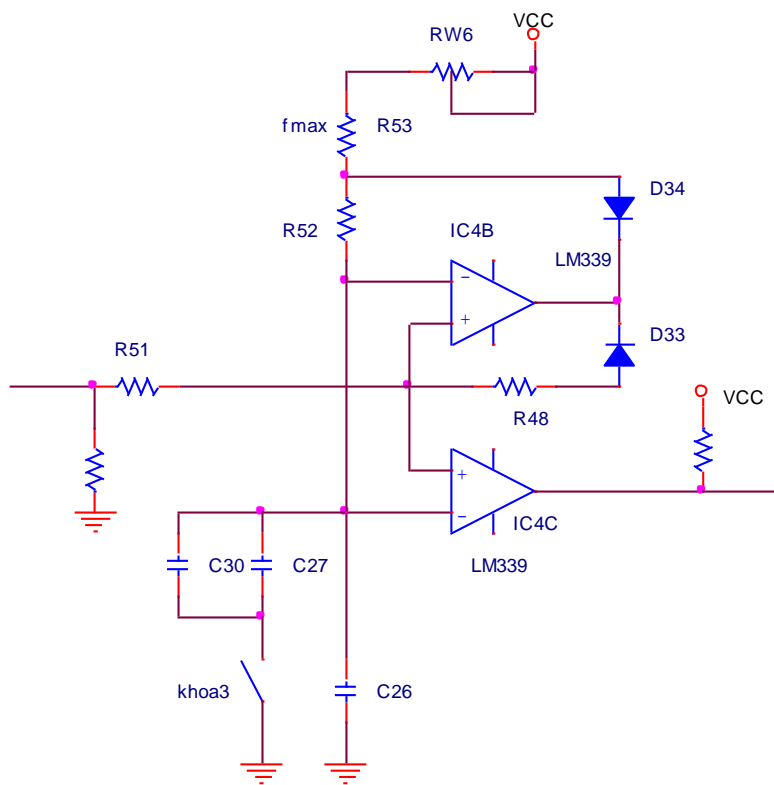 VCC
RW6
fmax R53
D34
R52 IC4B
LM339
−
+
D33
R51
VCC
R48
+
−
IC4C
C30 C27 LM339
khoa3 C26